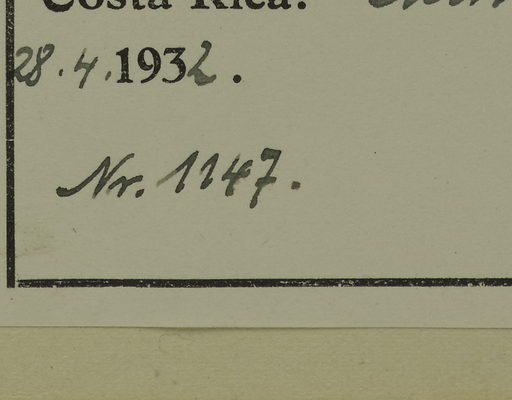 Costa Rica.
28.4.1932.
Nr. 1147.